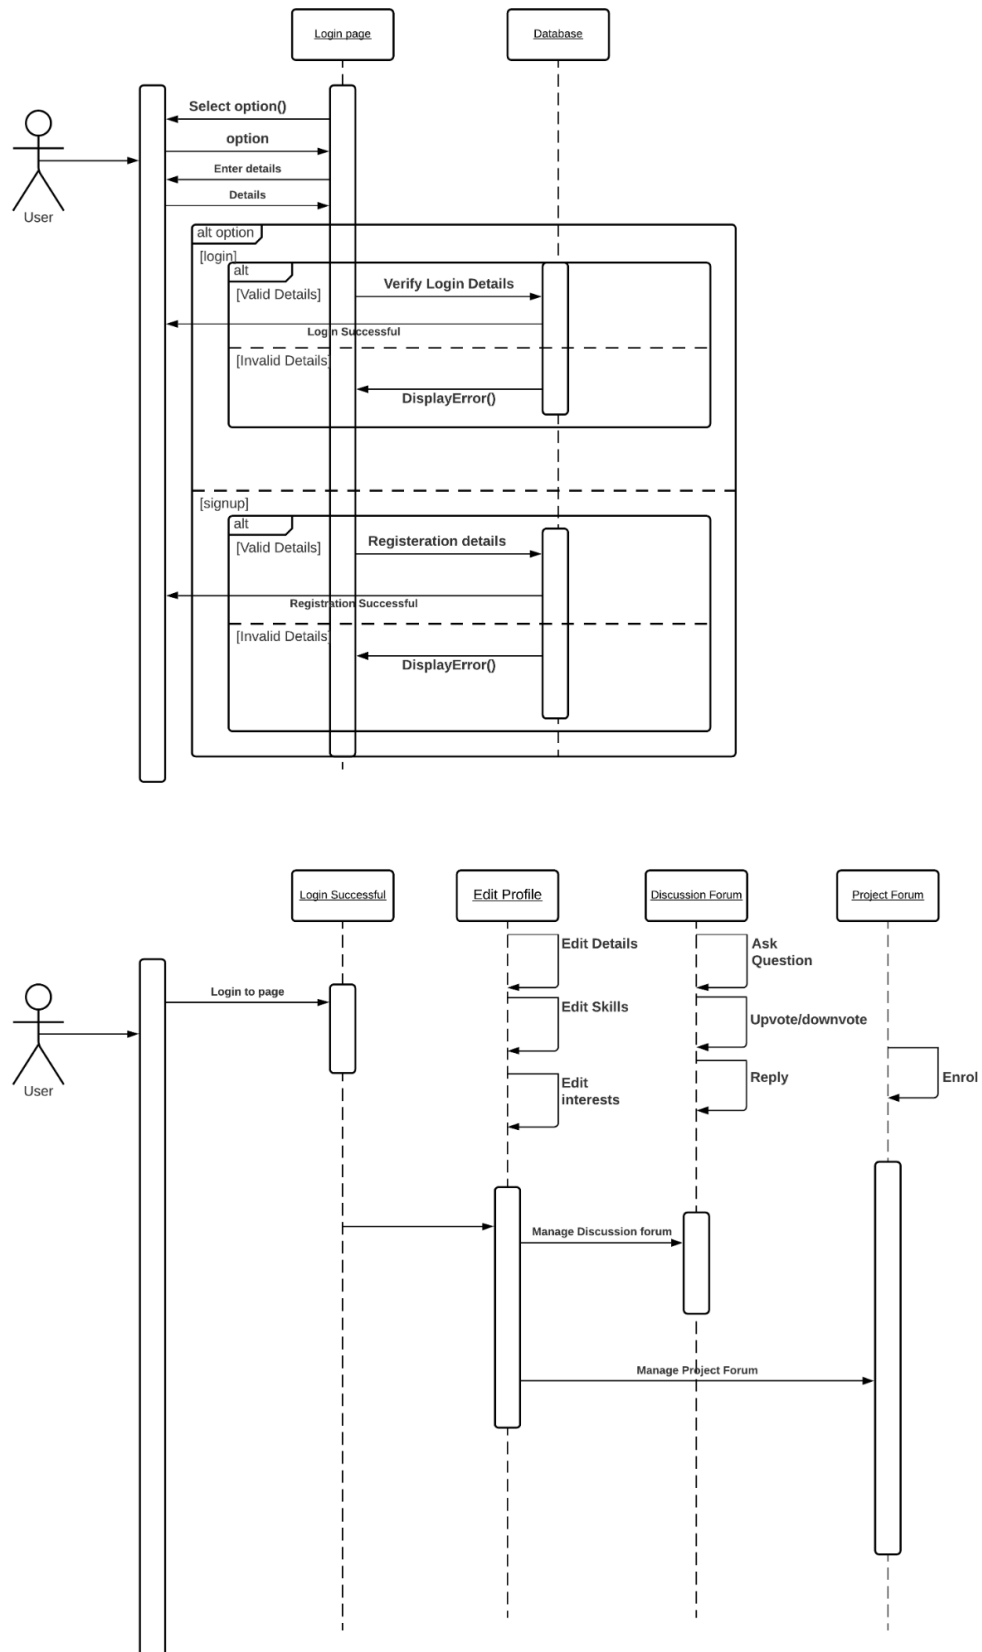 Login page
Database
Select option()
option
Enter details
Details
User
alt option
[login]
alt
[Valid Details]
Verify Login Details
Login Successful
[Invalid Details]
DisplayError()
[signup]
alt
[Valid Details]
Registeration details
Registration Successful
[Invalid Details]
DisplayError()
Login Successful
Edit Profile
Discussion Forum
Project Forum
Edit Details
Ask
Question
Login to page
Edit Skills
Upvote/downvote
User
Edit
interests
Reply
Enrol
Manage Discussion forum
Manage Project Forum